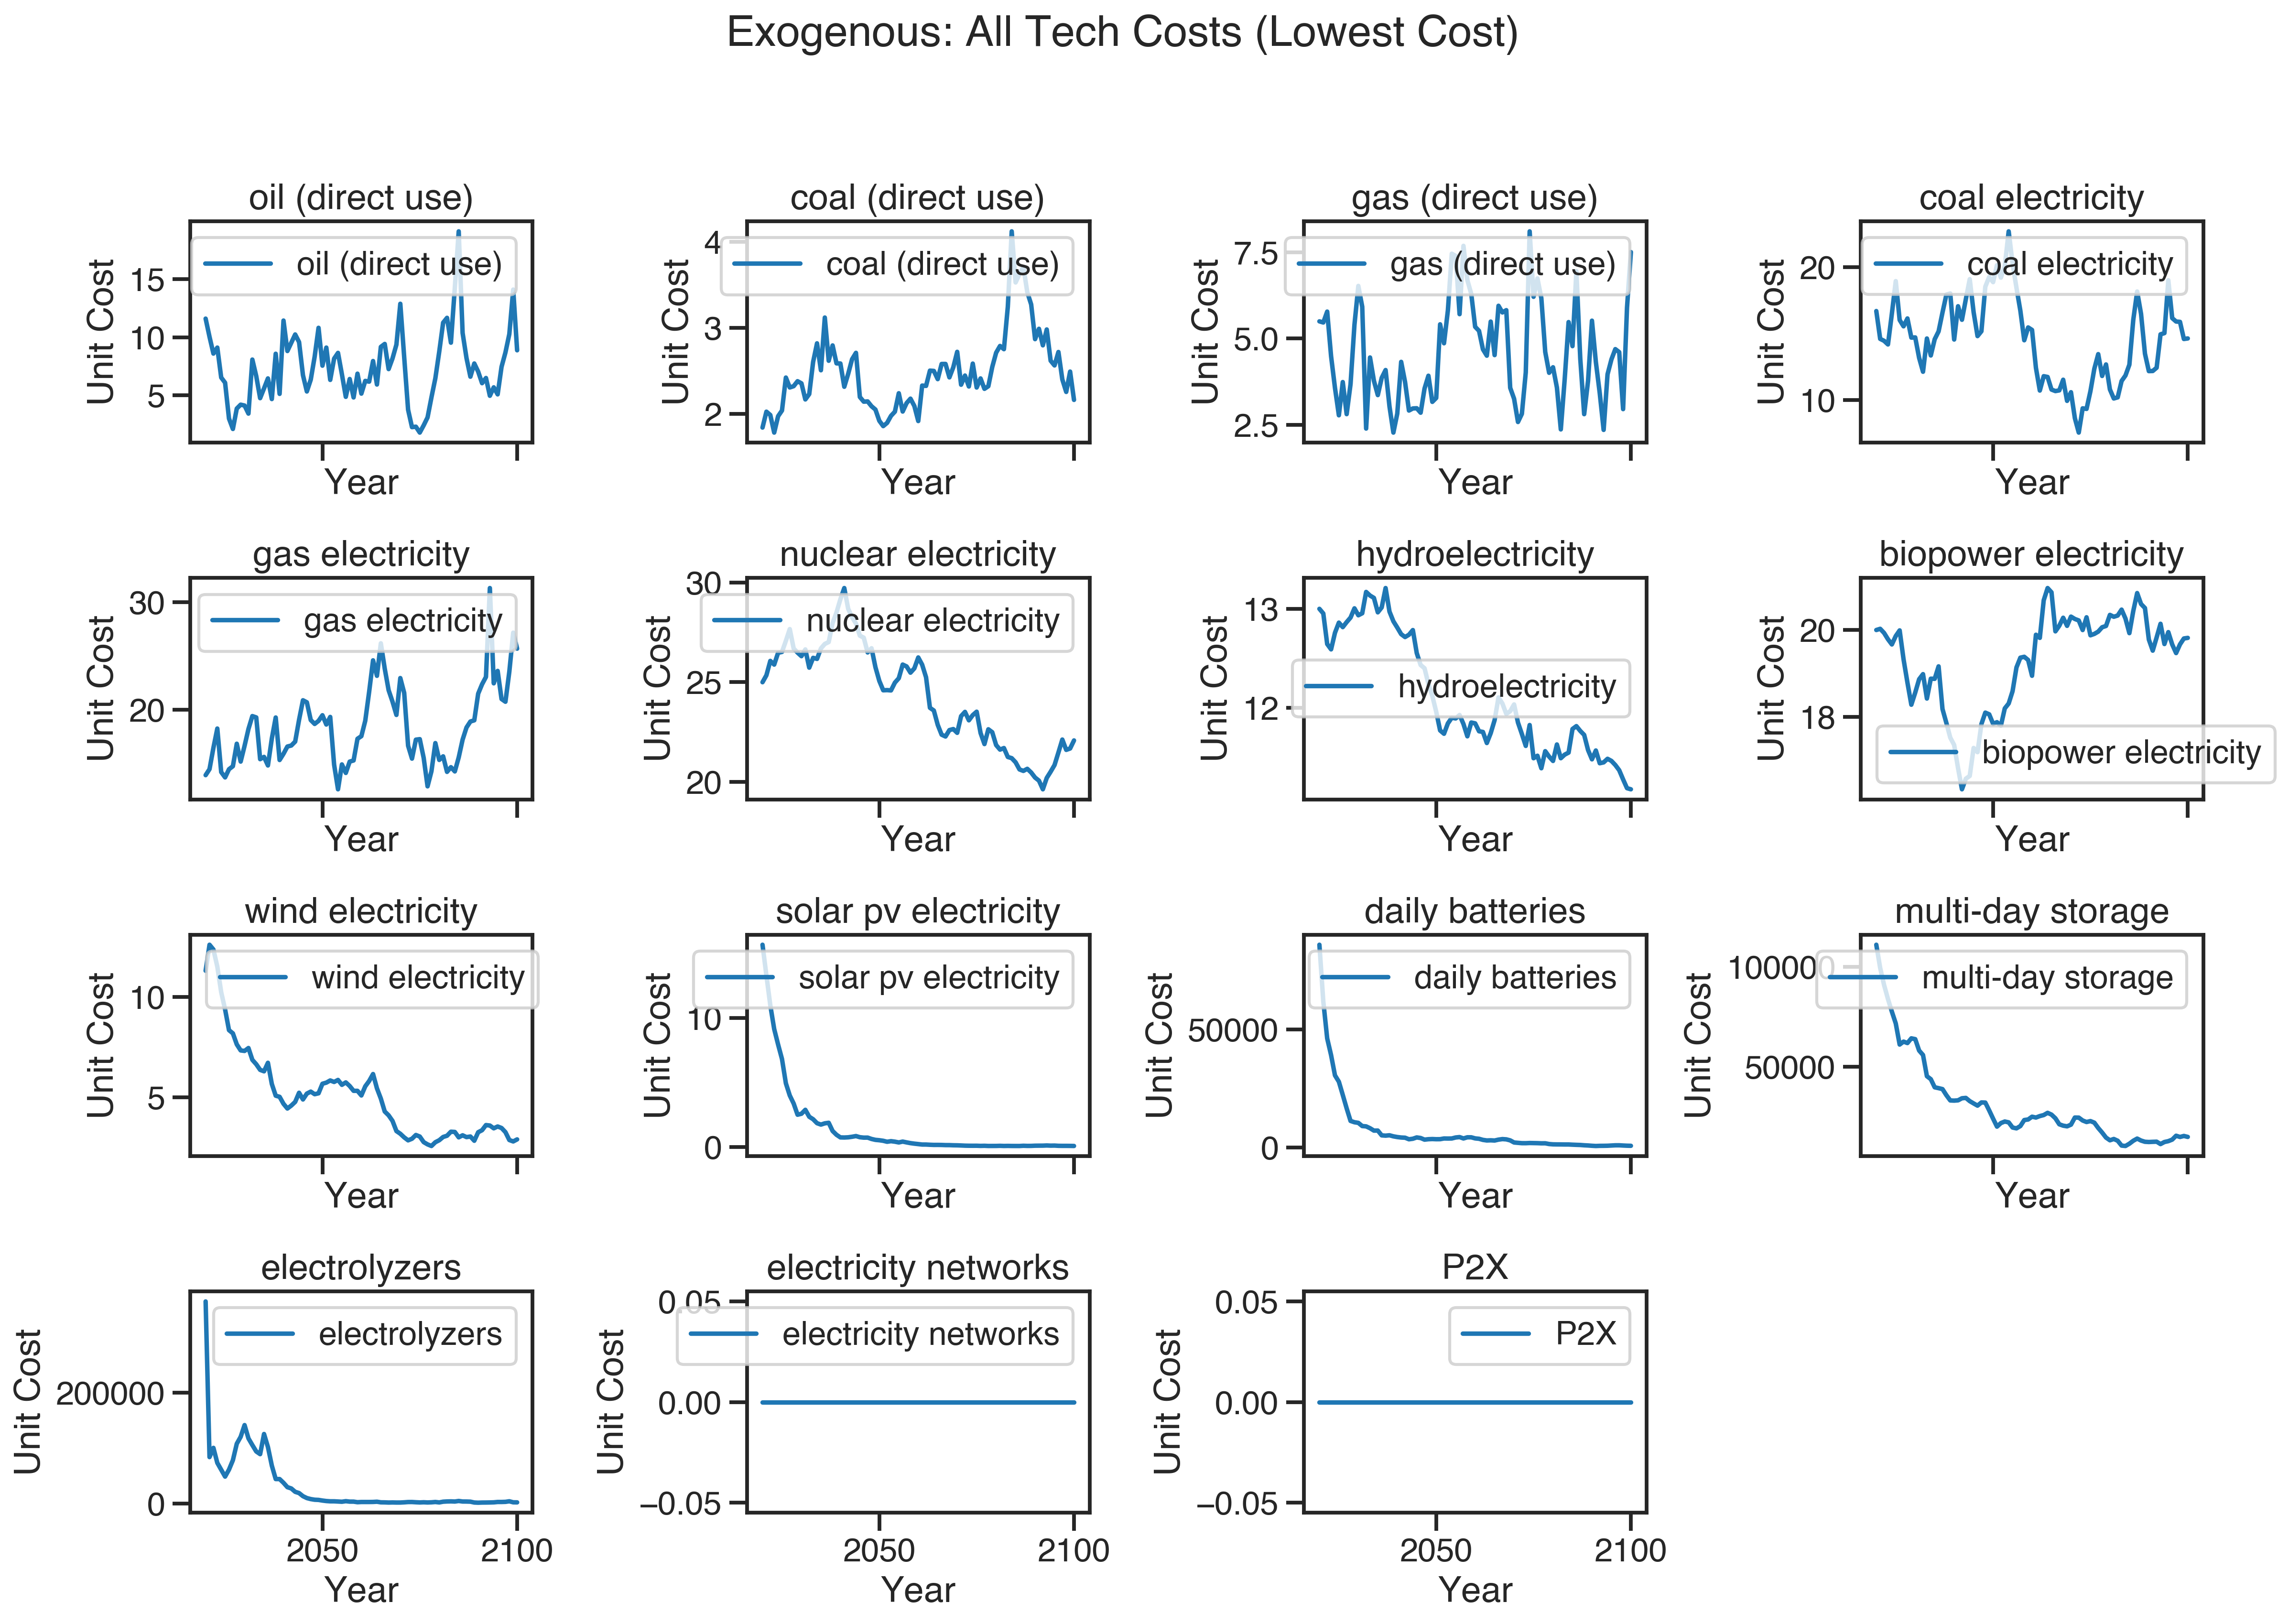 Exogenous: All Tech Costs (Lowest Cost)
oil (direct use)
Unit Cost
15
10
5
oil (direct use)
Year
coal (direct use)
Unit Cost
4
3
2
coal (direct use)
Year
gas (direct use)
Unit Cost
7.5
5.0
2.5
gas (direct use)
Year
coal electricity
Unit Cost
20
10
coal electricity
Year
gas electricity
Unit Cost
30
20
gas electricity
Year
nuclear electricity
Unit Cost
30
25
20
nuclear electricity
Year
hydroelectricity
Unit Cost
13
12
hydroelectricity
Year
biopower electricity
Unit Cost
20
18
biopower electricity
Year
wind electricity
Unit Cost
10
5
wind electricity
Year
solar pv electricity
Unit Cost
10
0
solar pv electricity
Year
daily batteries
Unit Cost
50000
0
daily batteries
Year
multi-day storage
Unit Cost
100000
50000
multi-day storage
Year
electrolyzers
Unit Cost
200000
0
electrolyzers
2050 2100
Year
electricity networks
Unit Cost
0.05
0.00
−0.05
electricity networks
2050 2100
Year
P2X
Unit Cost
0.05
0.00
−0.05
P2X
2050 2100
Year